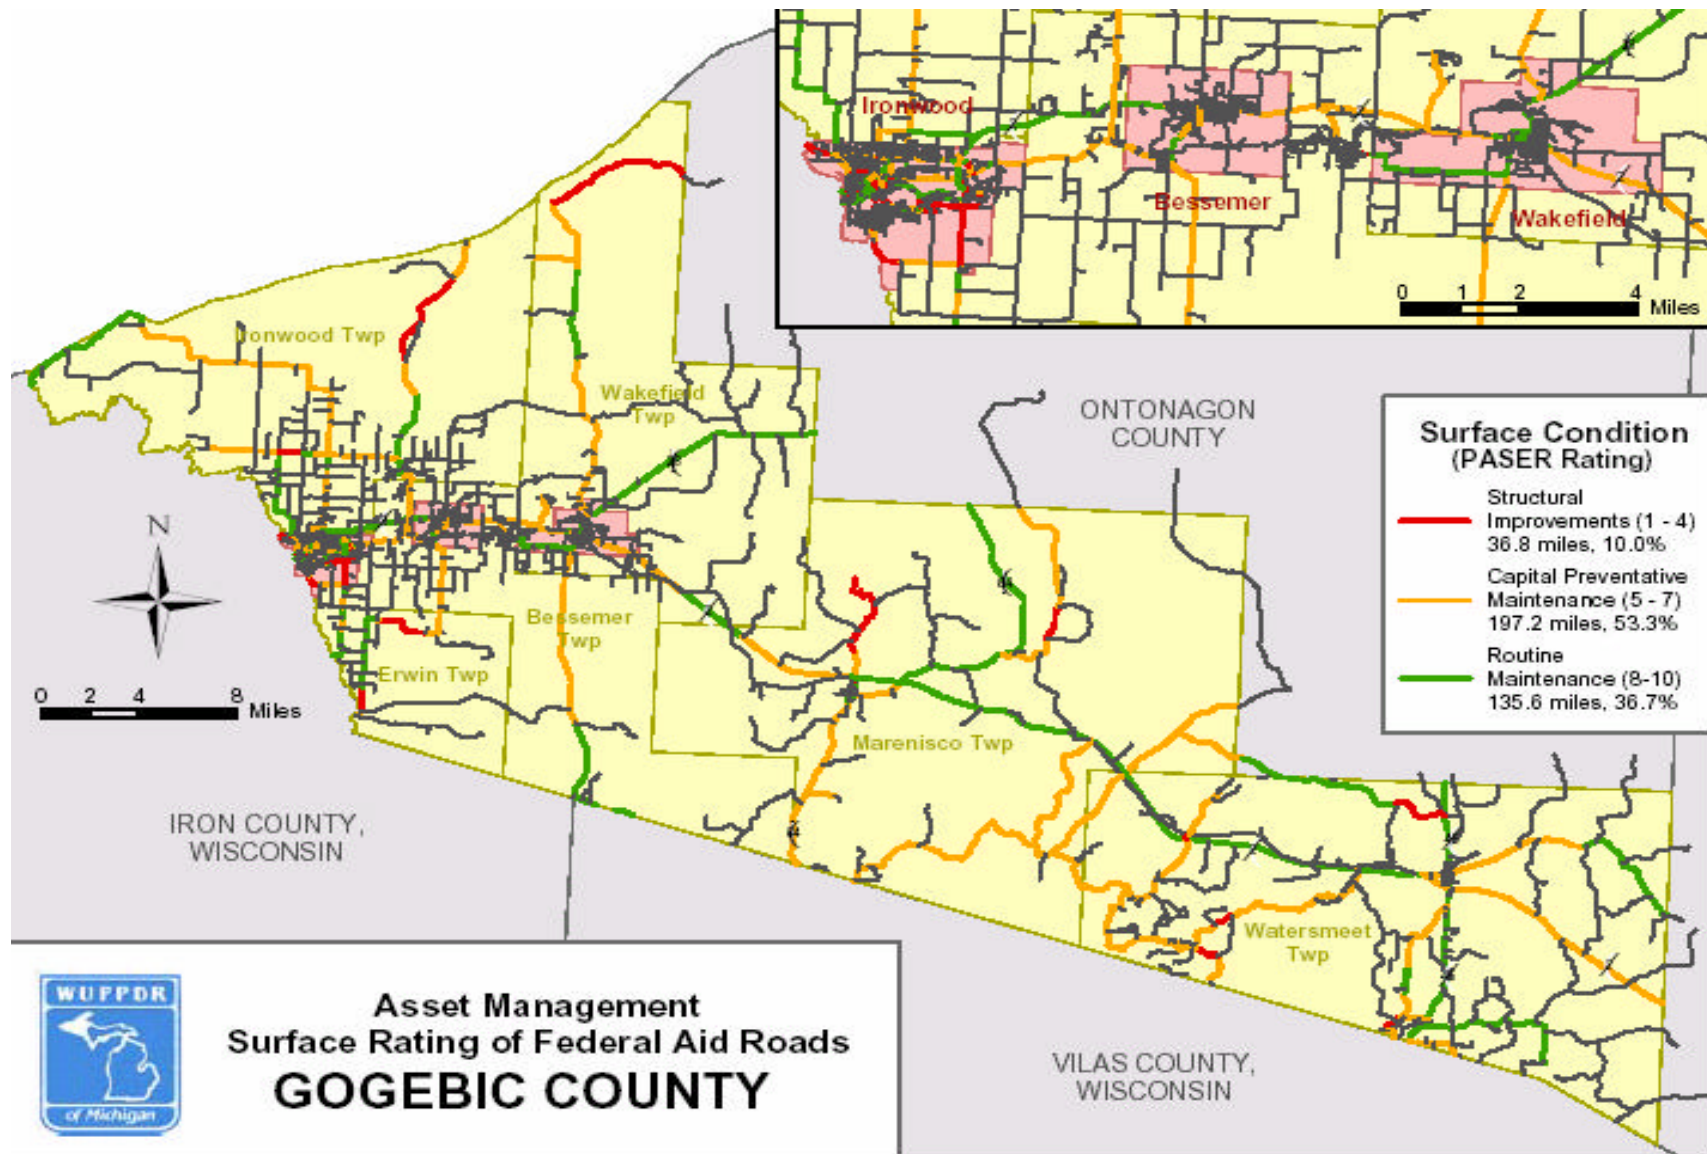 Ironwood
Bessemer
Wakefield
0 1 2 4
Miles
Ironwood Twp
Wakefield
Twp
ONTONAGON
COUNTY
Surface Condition
(PASER Rating)
Structural
Improvements (1 - 4)
36.8 miles, 10.0%
Capital Preventative
Maintenance (5 - 7)
197.2 miles, 53.3%
Routine
Maintenance (8-10)
135.6 miles, 36.7%
N
Bessemer
Twp
Erwin Twp
0 2 4 8
Miles
Marenisco Twp
IRON COUNTY,
WISCONSIN
Watersmeet
Twp
VILAS COUNTY,
WISCONSIN
WUPPDR
of Michigan
Asset Management
Surface Rating of Federal Aid Roads
GOGEBIC COUNTY